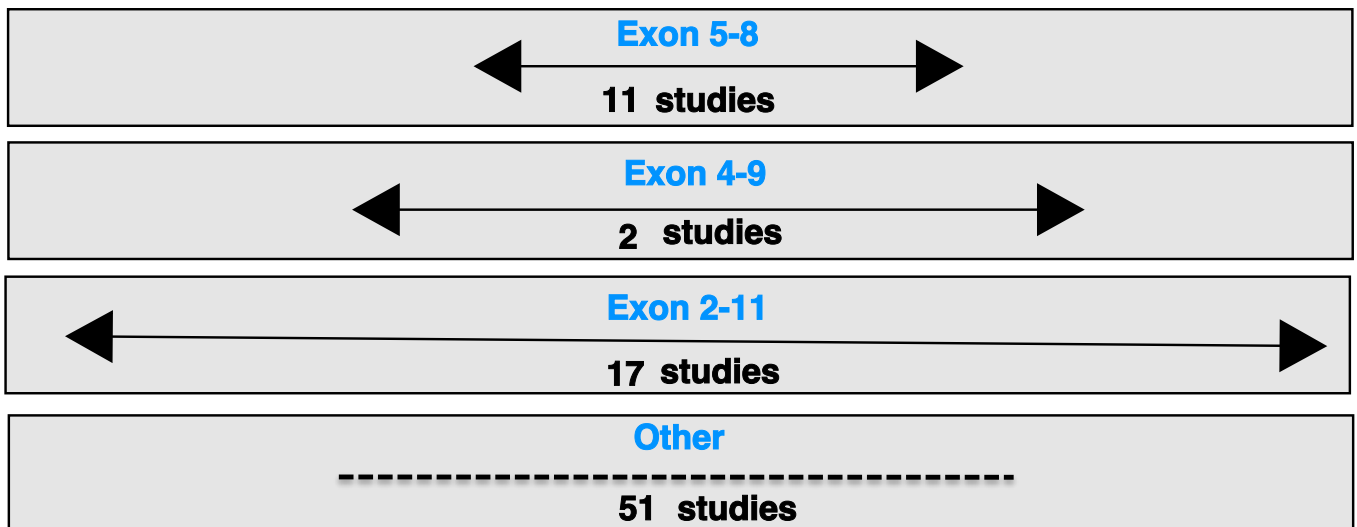 Exon 5-8
11 studies
Exon 4-9
2 studies
Exon 2-11
17 studies
Other
51 studies